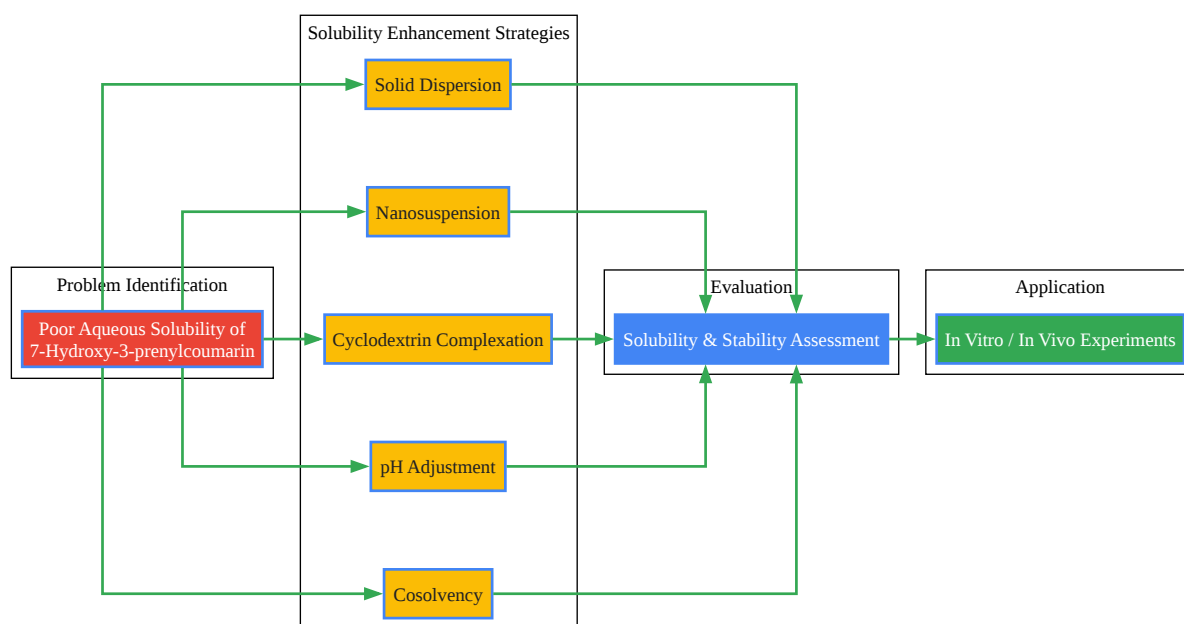 Solubility Enhancement Strategies
Solid Dispersion
Nanosuspension
Problem Identification
Poor Aqueous Solubility of
7-Hydroxy-3-prenylcoumarin
Cyclodextrin Complexation
Evaluation
Solubility & Stability Assessment
Application
In Vitro / In Vivo Experiments
pH Adjustment
Cosolvency